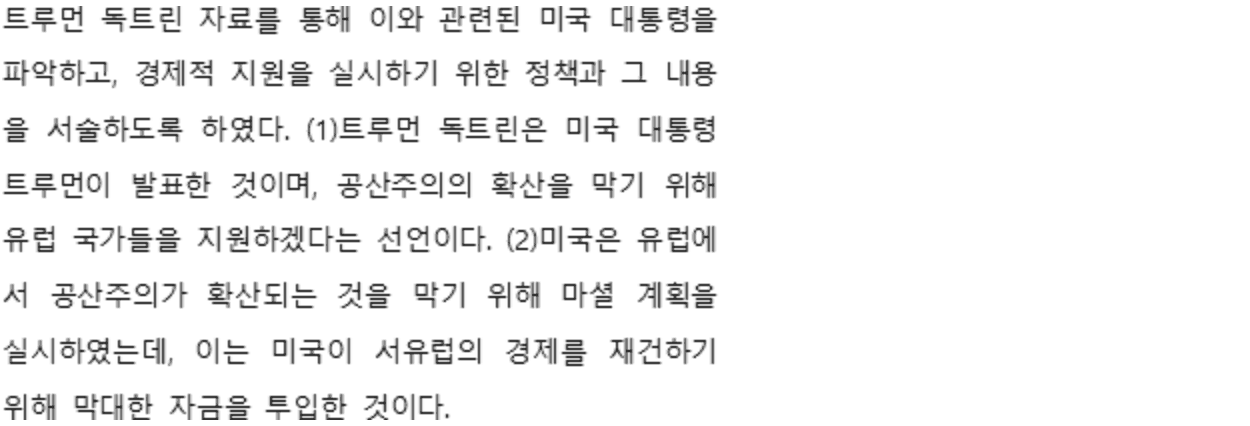 트루먼 독트린 자료를 통해 이와 관련된 미국 대통령을
파악하고, 경제적 지원을 실시하기 위한 정책과 그 내용
을 서술하도록 하였다. (1)트루먼 독트린은 미국 대통령
트루먼이 발표한 것이며, 공산주의의 확산을 막기 위해
유럽 국가들을 지원하겠다는 선언이다. (2)미국은 유럽에
서 공산주의가 확산되는 것을 막기 위해 마셜 계획을
실시하였는데, 이는 미국이 서유럽의 경제를 재건하기
위해 막대한 자금을 투입한 것이다.